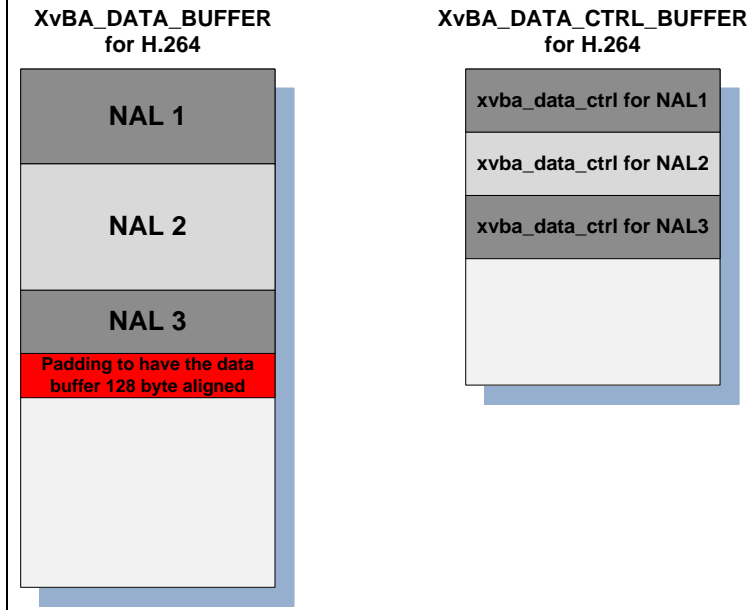 XvBA_DATA_BUFFER
for H.264
NAL 1
NAL 2
NAL 3
Padding to have the data
buffer 128 byte aligned
XvBA_DATA_CTRL_BUFFER
for H.264
xvba_data_ctrl for NAL1
xvba_data_ctrl for NAL2
xvba_data_ctrl for NAL3